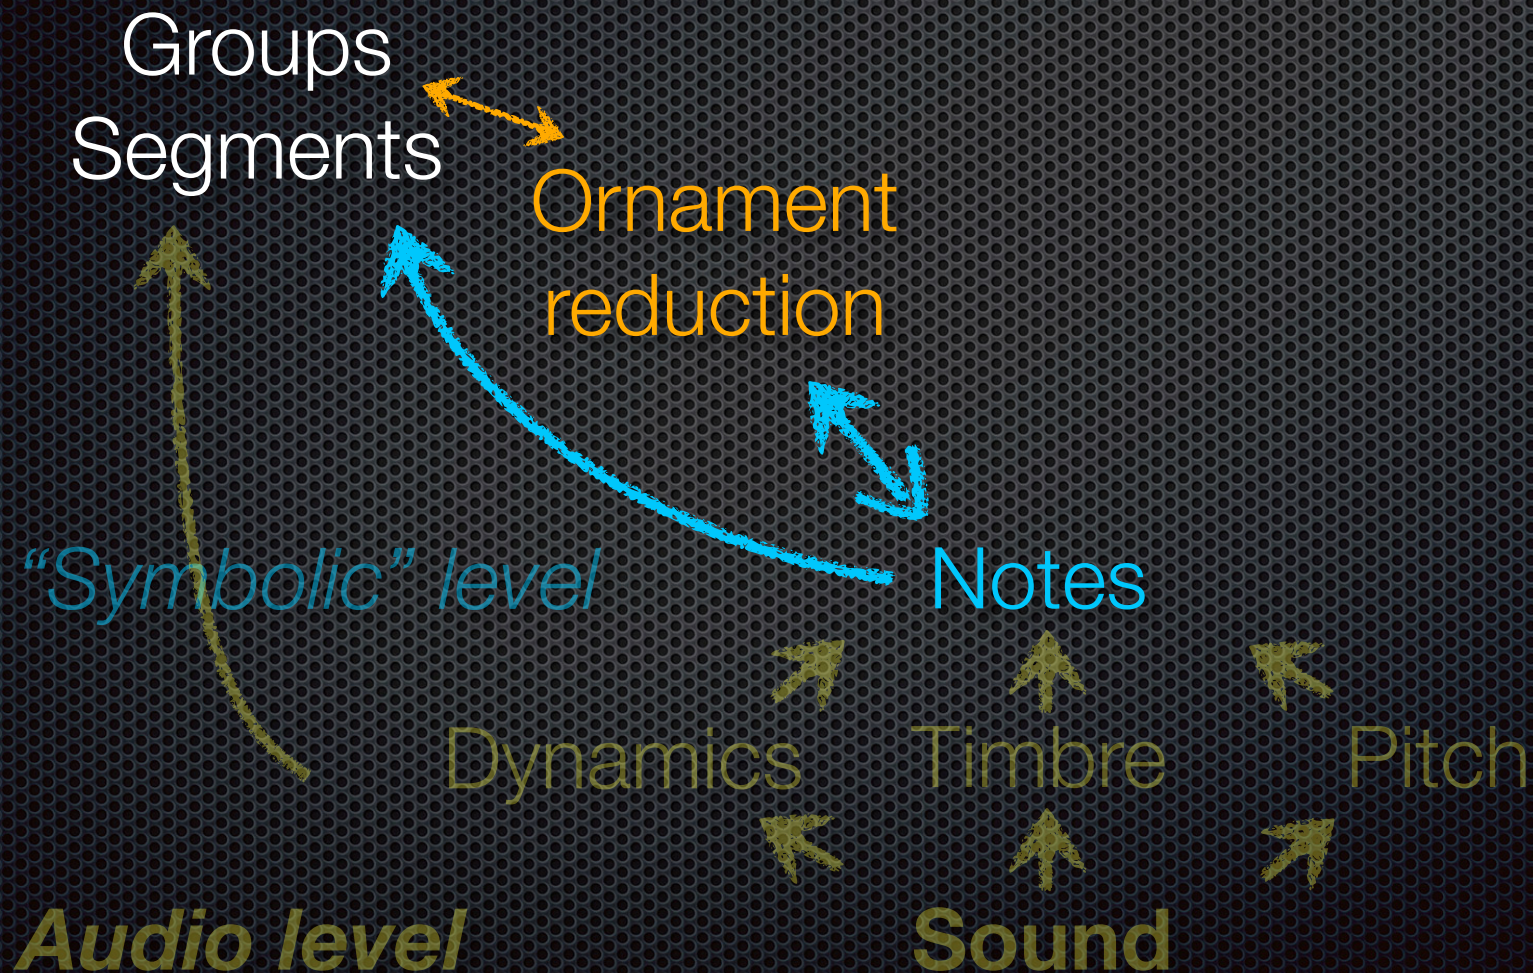 Groups
Segments
Ornament
reduction
“Symbolic” level
Notes
Dynamics
Timbre
Pitch
Audio level
Sound